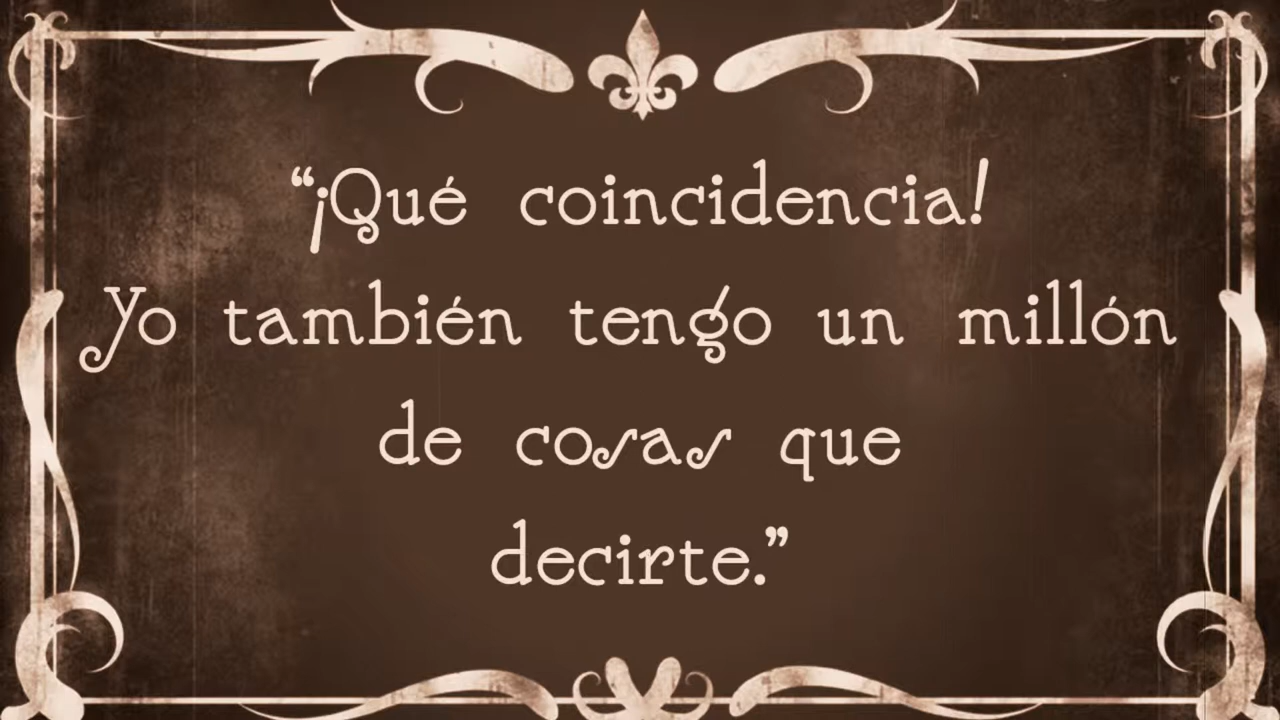 “¡Qué coincidencia!
Yo también tengo un millón
de cosas que
decirte.”